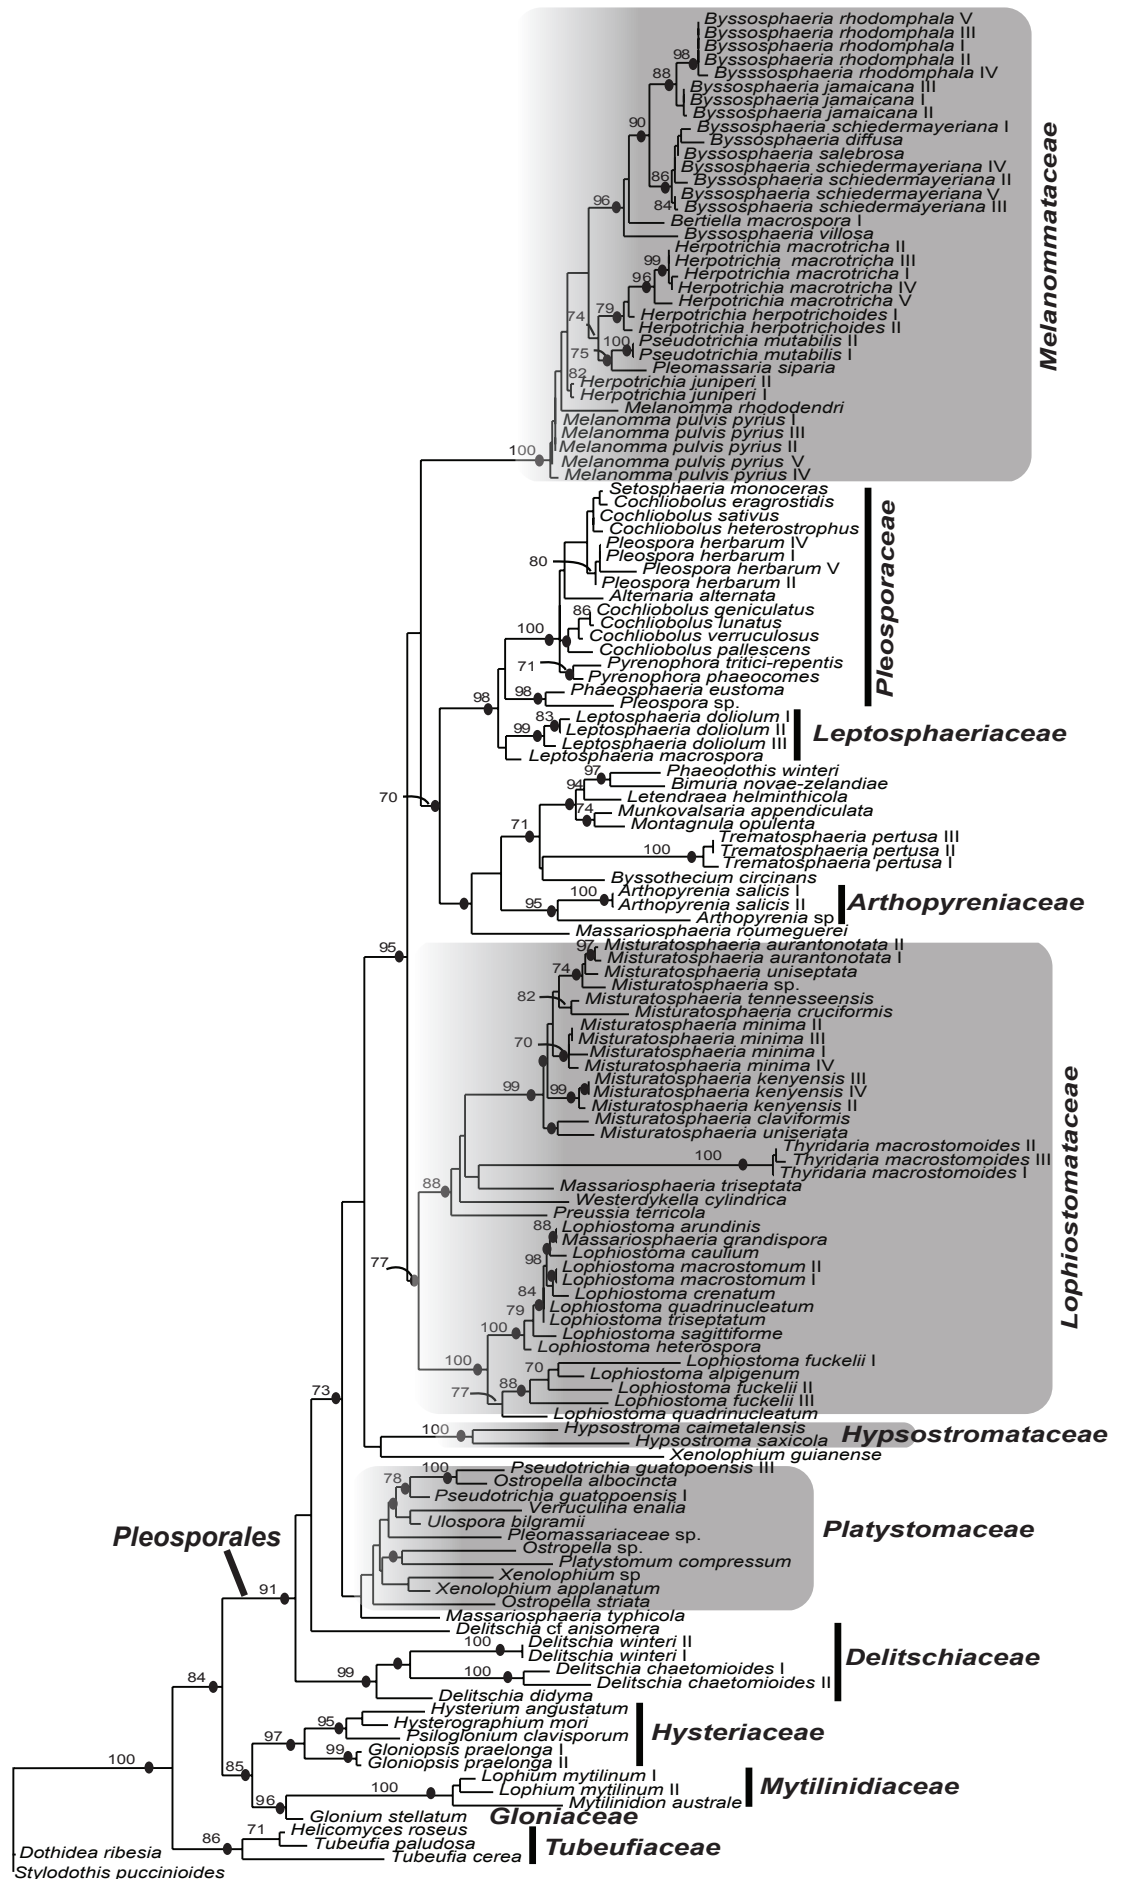 Byssosphaeria rhodomphala V
Byssosphaeria rhodomphala III
Byssosphaeria rhodomphala I
98 Byssosphaeria rhodomphala II
88 Bysssosphaeria rhodomphala IV
Byssosphaeria jamaicana III
Byssosphaeria jamaicana I
Byssosphaeria jamaicana II
90 Byssosphaeria schiedermayeriana I
Byssosphaeria diffusa
Byssosphaeria salebrosa
Byssosphaeria schiedermayeriana IV
86 Byssosphaeria schiedermayeriana II
Byssosphaeria schiedermayeriana V
96 84 Byssosphaeria schiedermayeriana III
Bertiella macrospora I
Byssosphaeria villosa
Herpotrichia macrotricha II
99 Herpotrichia macrotricha III
96 Herpotrichia macrotricha I
Herpotrichia macrotricha IV
Herpotrichia macrotricha V
74 79 Herpotrichia herpotrichoides I
Herpotrichia herpotrichoides II
100 Pseudotrichia mutabilis II
75 Pseudotrichia mutabilis I
Pleomassaria siparia
82 Herpotrichia juniperi II
Herpotrichia juniperi I
Melanomma rhododendri
Melanomma pulvis pyrius I
Melanomma pulvis pyrius III
Melanomma pulvis pyrius II
100 Melanomma pulvis pyrius V
Melanomma pulvis pyrius IV
Melanommataceae
Setosphaeria monoceras
Cochliobolus eragrostidis
Cochliobolus sativus
Cochliobolus heterostrophus
Pleospora herbarum IV
80 Pleospora herbarum I
Pleospora herbarum V
Pleospora herbarum II
Alternaria alternata
86 Cochliobolus geniculatus
Cochliobolus lunatus
100 Cochliobolus verruculosus
Cochliobolus pallescens
71 Pyrenophora tritici-repentis
Pyrenophora phaeocomes
98 98 Phaeosphaeria eustoma
Pleospora sp.
Pleosporaceae
83 Leptosphaeria doliolum I
99 Leptosphaeria doliolum II
Leptosphaeria doliolum III
Leptosphaeria macrospora
Leptosphaeriaceae
97 Phaeodothis winteri
94 Bimuria novae-zelandiae
70 Letendraea helminthicola
74 Munkovalsaria appendiculata
71 Montagnula opulenta
Trematosphaeria pertusa III
100 Trematosphaeria pertusa II
Trematosphaeria pertusa I
Byssothecium circinans
100 Arthopyrenia salicis I
95 Arthopyrenia salicis II
Arthopyrenia sp
Arthopyreniaceae
Massariosphaeria roumeguerei
95 97 Misturatosphaeria aurantonotata II
Misturatosphaeria aurantonotata I
74 Misturatosphaeria uniseptata
Misturatosphaeria sp.
82 Misturatosphaeria tennesseensis
Misturatosphaeria cruciformis
Misturatosphaeria minima II
70 Misturatosphaeria minima III
Misturatosphaeria minima I
Misturatosphaeria minima IV
Misturatosphaeria kenyensis III
99 99 Misturatosphaeria kenyensis IV
Misturatosphaeria kenyensis II
Misturatosphaeria claviformis
Misturatosphaeria uniseriata
Thyridaria macrostomoides II
100 Thyridaria macrostomoides III
Thyridaria macrostomoides I
88 Massariosphaeria triseptata
Westerdykella cylindrica
Preussia terricola
88 Lophiostoma arundinis
Massariosphaeria grandispora
98 Lophiostoma caulium
77 Lophiostoma macrostomum II
Lophiostoma macrostomum I
84 Lophiostoma crenatum
79 Lophiostoma quadrinucleatum
Lophiostoma triseptatum
100 Lophiostoma sagittiforme
Lophiostoma heterospora
100 70 Lophiostoma fuckelii I
Lophiostoma alpigenum
77 88 Lophiostoma fuckelii II
Lophiostoma fuckelii III
Lophiostoma quadrinucleatum
Lophiostomataceae
73
100 Hypsostroma caimetalensis
Hypsostroma saxicola
Hypsostromataceae
Xenolophium guianense
100 Pseudotrichia guatopoensis III
78 Ostropella albocincta
Pseudotrichia guatopoensis I
Verruculina enalia
Ulospora bilgramii
Pleomassariaceae sp.
Ostropella sp.
Platystomum compressum
Xenolophium sp
Xenolophium applanatum
Ostropella striata
Platystomaceae
Pleosporales
91
Massariosphaeria typhicola
Delitschia cf anisomera
100 Delitschia winteri II
Delitschia winteri I
99 100 Delitschia chaetomioides I
Delitschia chaetomioides II
Delitschia didyma
Delitschiaceae
84
Hysterium angustatum
95 Hysterographium mori
97 Psiloglonium clavisporum
99 Gloniopsis praelonga I
Gloniopsis praelonga II
Hysteriaceae
100 85
Lophium mytilinum I
100 Lophium mytilinum II
96 Mytilinidion australe
Mytilinidiaceae
Glonium stellatum Gloniaceae
71 Helicomyces roseus
86 Tubeufia paludosa
Tubeufia cerea
Tubeufiaceae
Dothidea ribesia
Stylodothis puccinioides